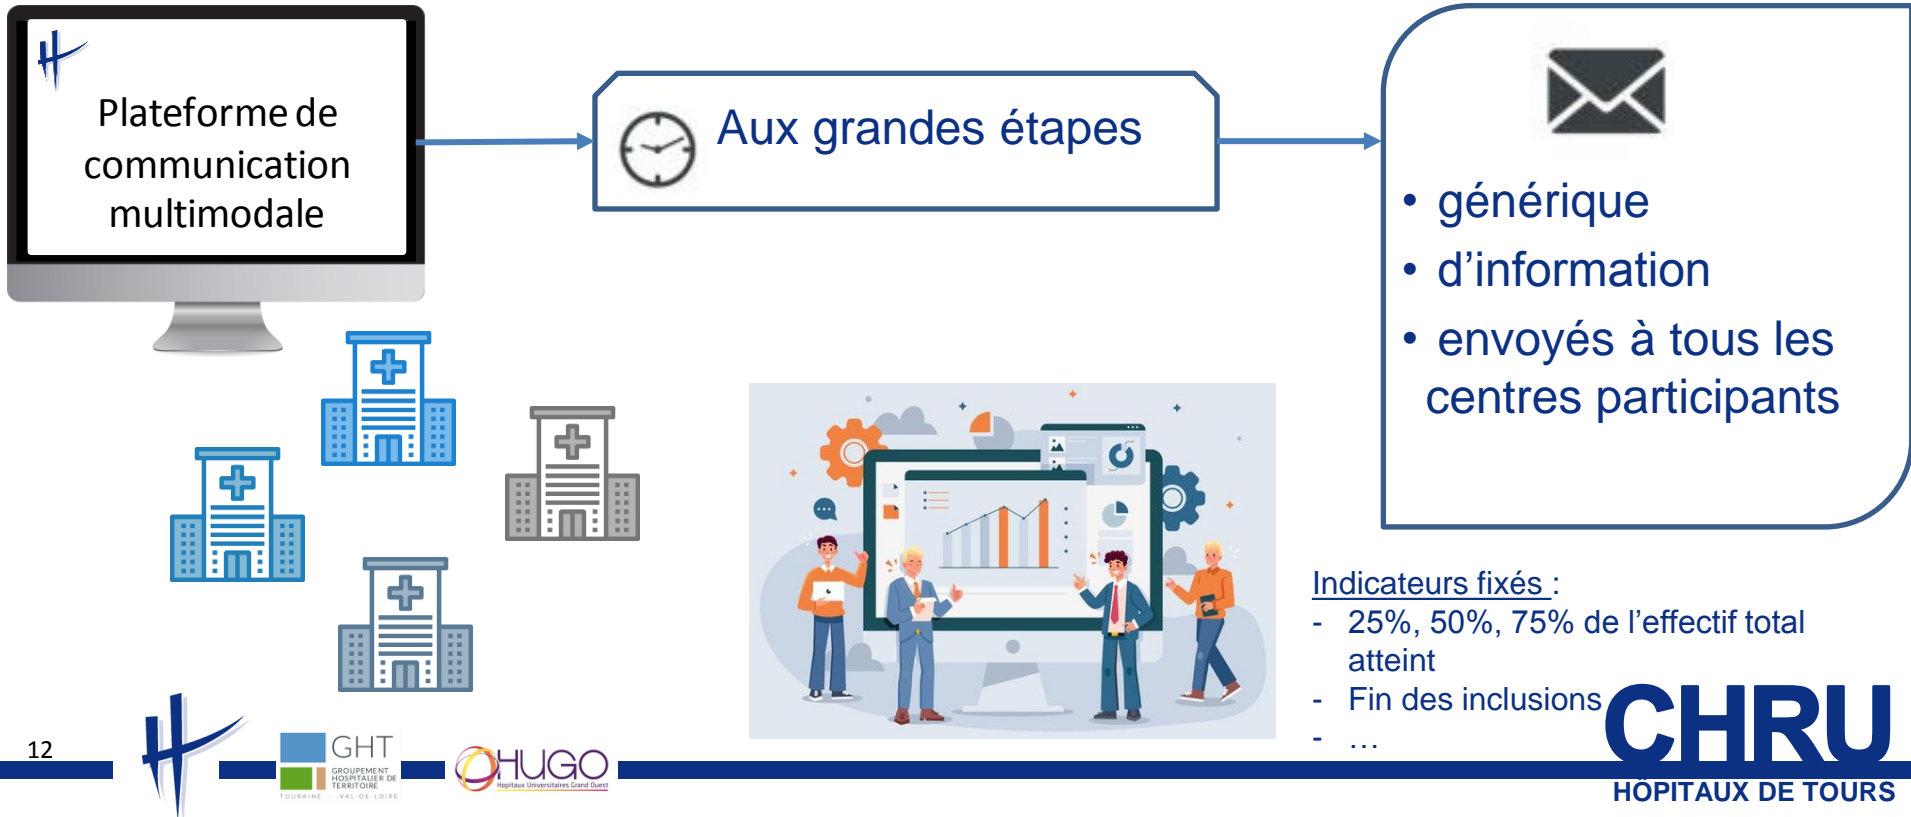 Plateforme de
communication
multimodale
Aux grandes étapes
• générique
• d’information
• envoyés à tous les
centres participants
Indicateurs fixés :
- 25%, 50%, 75% de l’effectif total
atteint
- Fin des inclusions
- …
12
GHT
GROUPEMENT
HOSPITALIER DE
TERRITOIRE
TOURAINE - VAL-DE-LOIRE
HUGO
Hopitaux Universitaires Grand Ouest
CHRU
HÔPITAUX DE TOURS